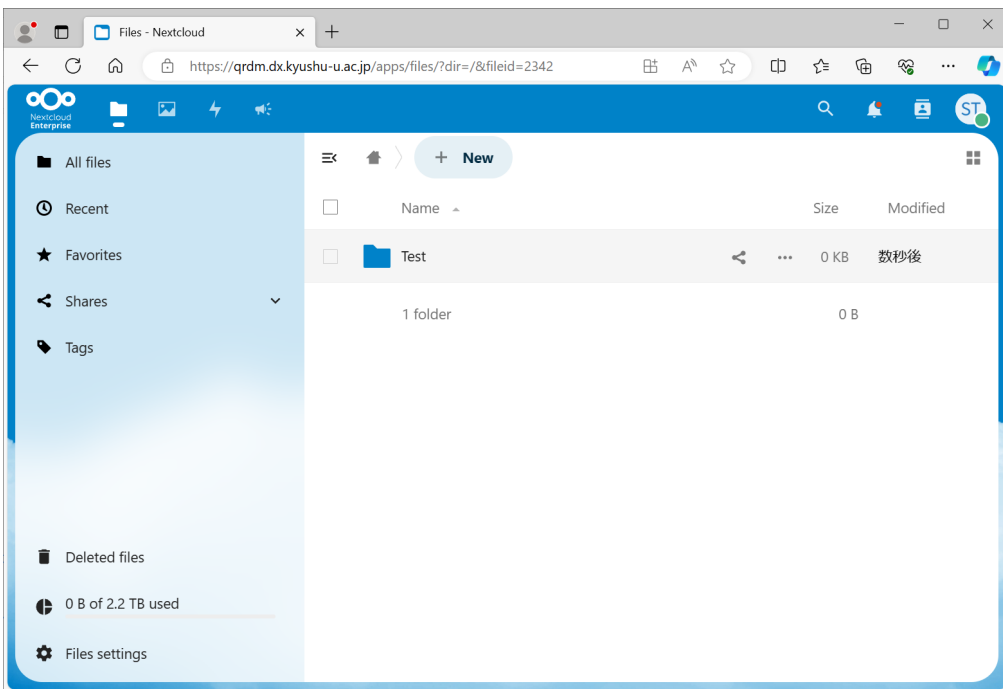 Files - Nextcloud
https://qrdm.dx.kyushu-u.ac.jp/apps/files/?dir=/&fileid=2342
Nextcloud
Enterprise
ST
All files
+ New
Recent
Name
Size
Modified
Favorites
Test
0 KB
数秒後
Shares
1 folder
0 B
Tags
Deleted files
0 B of 2.2 TB used
Files settings